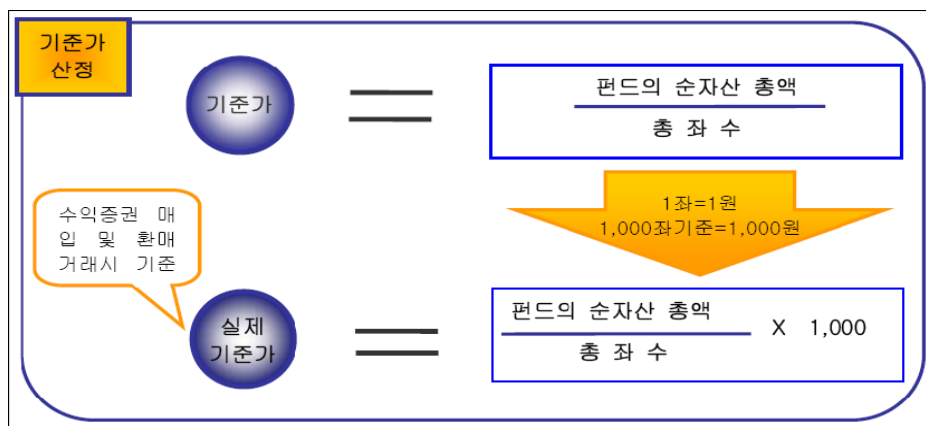 기준가
산정
기준가
펀드의 순자산 총액
총 좌 수
1좌=1원
1,000좌기준=1,000원
수익증권 매
입 및 환매
거래시 기준
실제
기준가
펀드의 순자산 총액
총 좌 수
X 1,000